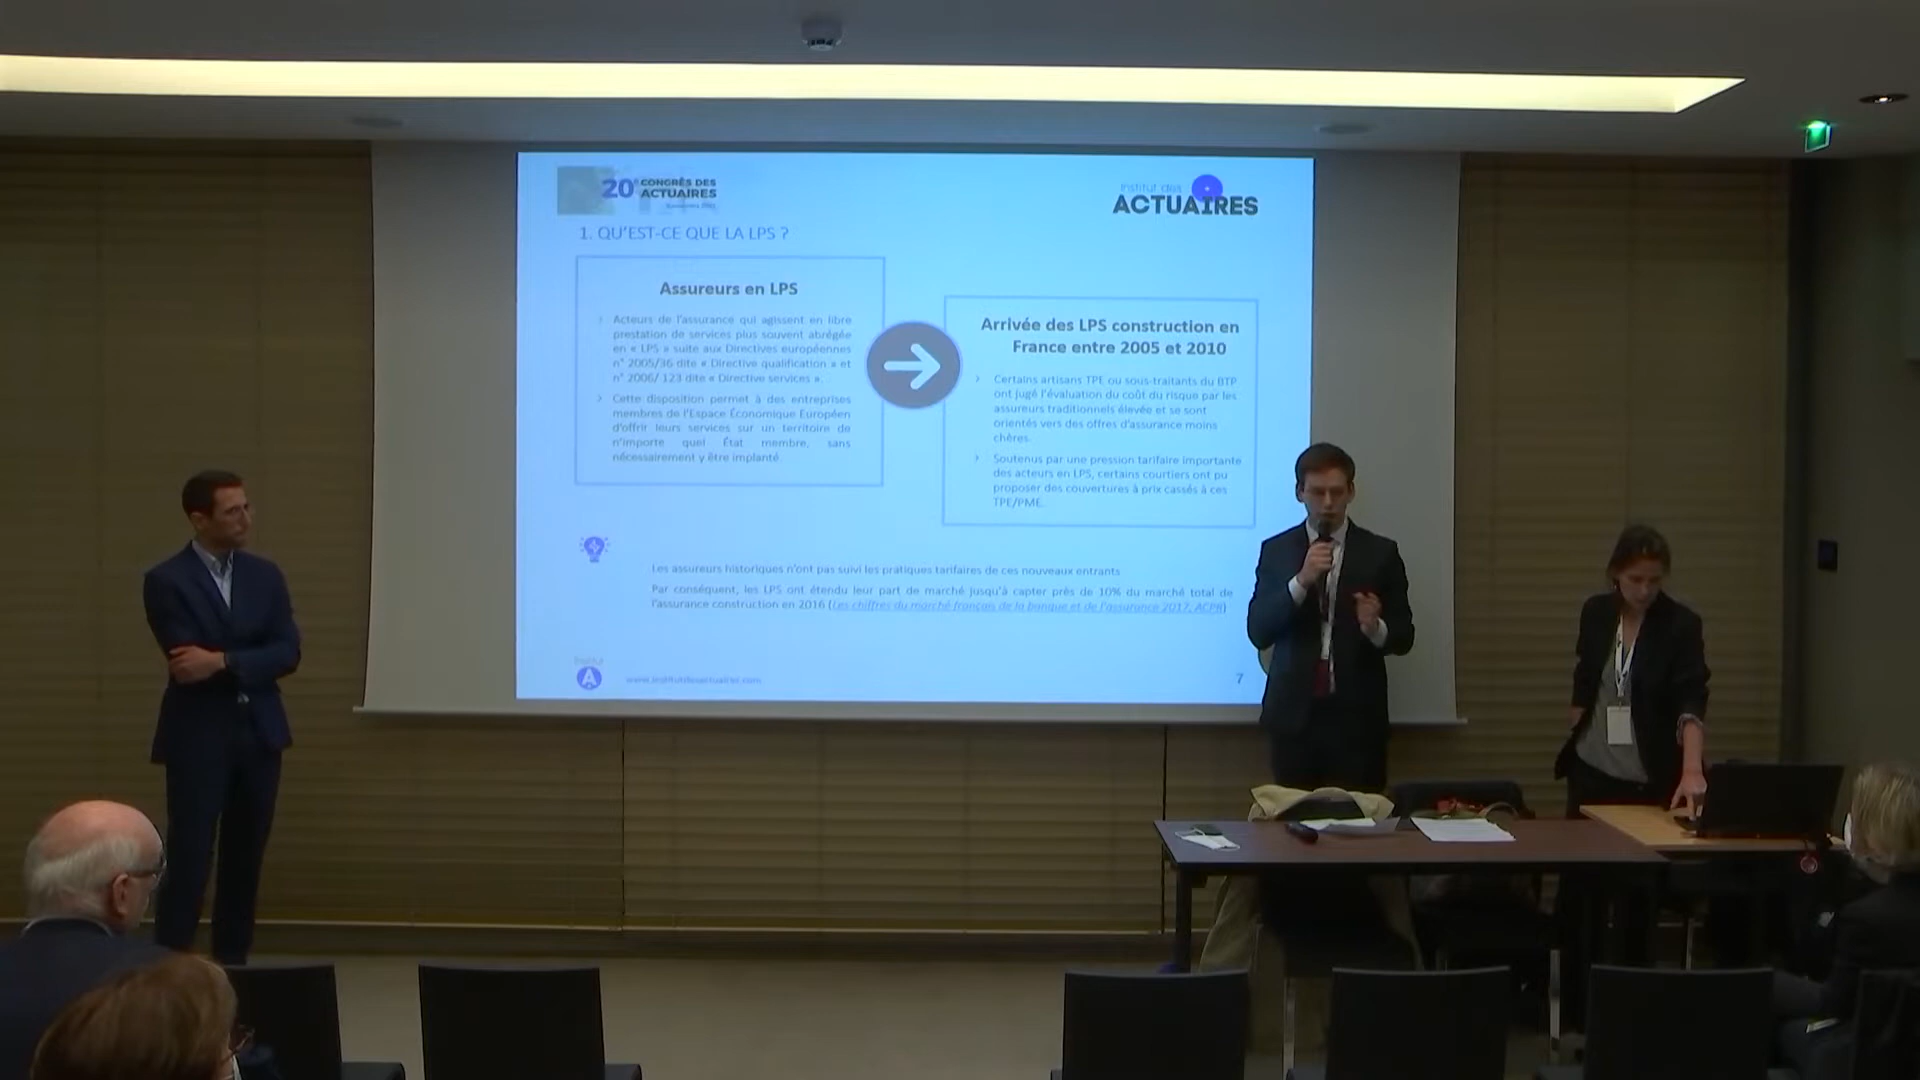 20e CONGRÈS DES
ACTUAIRES
Institut des
ACTUAIRES
1. QU'EST-CE QUE LA LPS ?
Assureurs en LPS
Acteurs de l'assurance qui agissent en libre
prestation de services plus souvent abrégée
en « LPS » suite aux Directives européennes
n° 2005/36 dite « Directive qualification » et
n° 2006/ 123 dite « Directive services ».
Cette disposition permet à des entreprises
membres de l'Espace Économique Européen
d'offrir leurs services sur un territoire de
n'importe quel État membre, sans
nécessairement y être implanté.
Arrivée des LPS construction en
France entre 2005 et 2010
Certains artisans TPE ou sous-traitants du BTP
ont jugé l'évaluation du coût du risque par les
assureurs traditionnels élevée et se sont
orientés vers des offres d'assurance moins
chères.
Soutenus par une pression tarifaire importante
des acteurs en LPS, certains courtiers ont pu
proposer des couvertures à prix cassés à ces
TPE/PME.
Les assureurs historiques n'ont pas suivi les pratiques tarifaires de ces nouveaux entrants
Par conséquent, les LPS ont étendu leur part de marché jusqu'à capter près de 10% du marché total de
l'assurance construction en 2016 (Les chiffres du marché français de la banque et de l'assurance 2017, ACPR)
A
www.institutdesactuaires.com
7